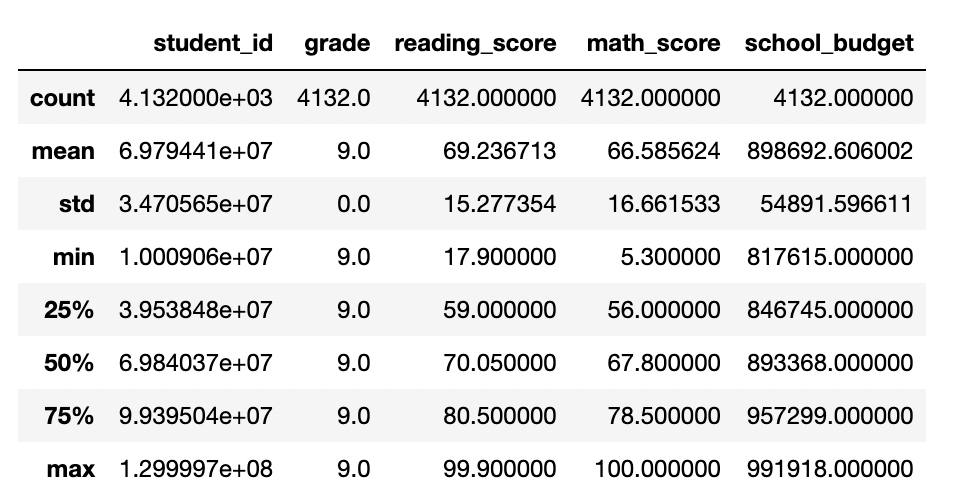 student_id grade reading_score math_score school_budget
count 4.132000e+03 4132.0 4132.000000 4132.000000 4132.000000
mean 6.979441e+07 9.0 69.236713 66.585624 898692.606002
std 3.470565e+07 0.0 15.277354 16.661533 54891.596611
min 1.000906e+07 9.0 17.900000 5.300000 817615.000000
25% 3.953848e+07 9.0 59.000000 56.000000 846745.000000
50% 6.984037e+07 9.0 70.050000 67.800000 893368.000000
75% 9.939504e+07 9.0 80.500000 78.500000 957299.000000
max 1.299997e+08 9.0 99.900000 100.000000 991918.000000